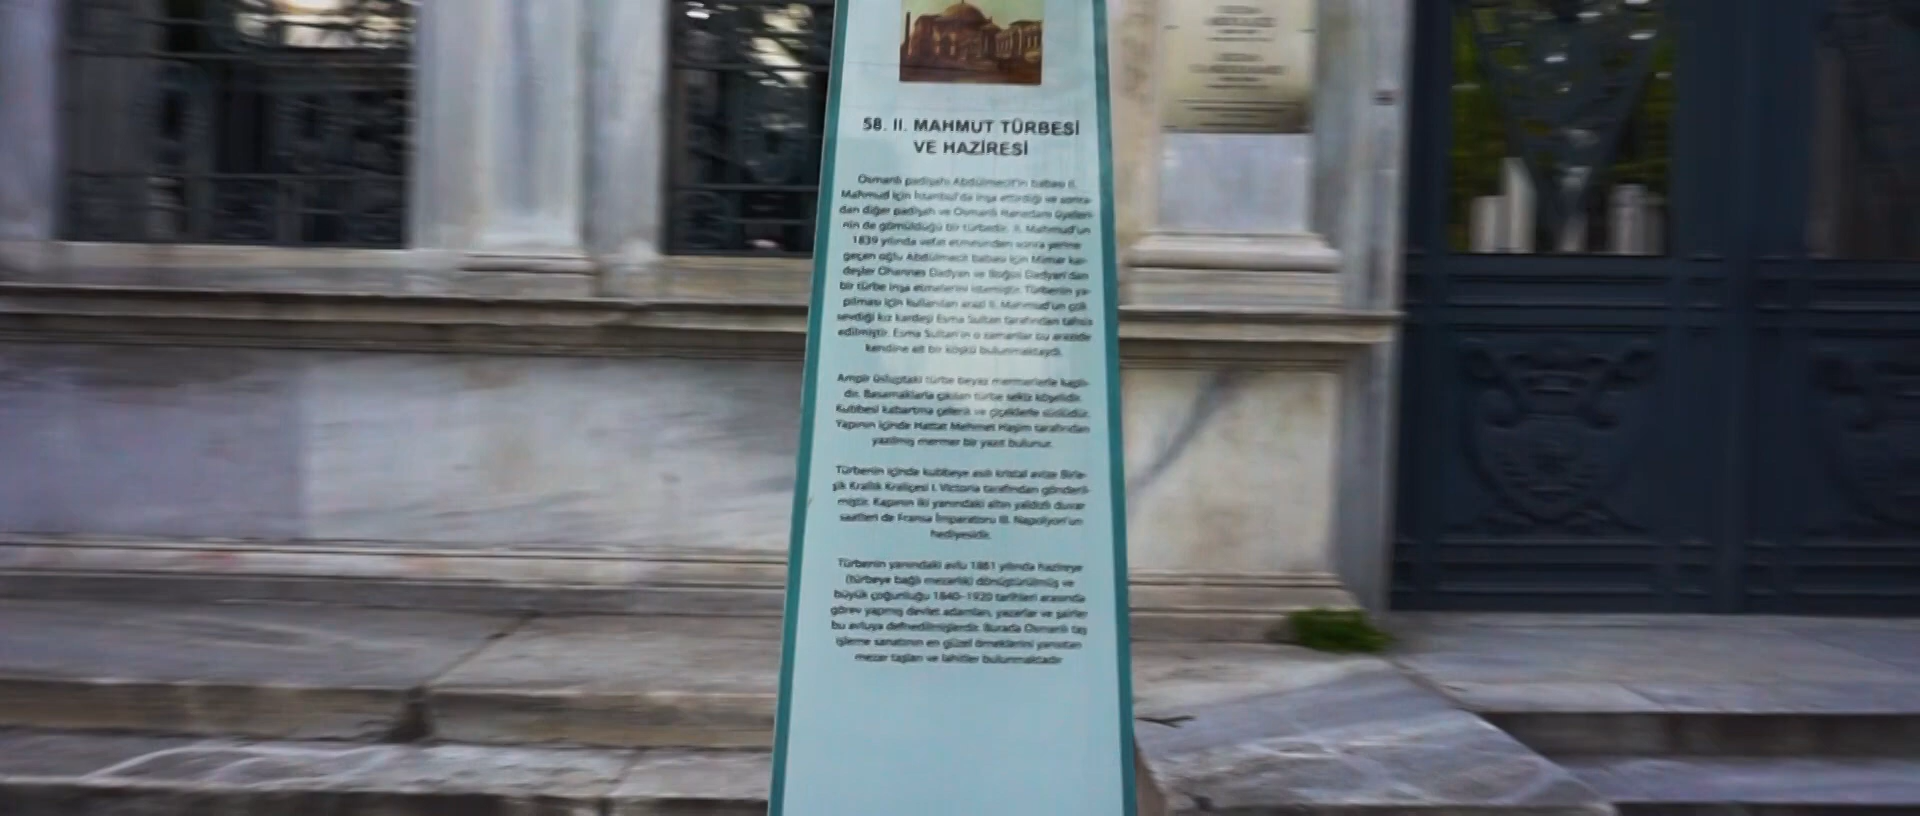 58. II. MAHMUT TÜRBESİ
VE HAZİRESİ
Osmanlı padişahı Abdülmecit'in babası II.
Mahmud için İstanbul'da inşa ettirdiği ve sonra-
dan diğer padişah ve Osmanlı Hanedanı üyeleri-
nin de gömüldüğü bir türbedir. II. Mahmud'un
1839 yılında vefat etmesinden sonra yerine
geçen oğlu Abdülmecit babası için Mimar kar-
deşler Ohannes Dadyan ve Boğos Dadyan'dan
bir türbe inşa etmelerini istemiştir. Türbenin ya-
pılması için kullanılan arazi II. Mahmud'un çok
sevdiği kız kardeşi Esma Sultan tarafından tahsis
edilmiştir. Esma Sultan'ın o zamanlar bu arazide
kendine ait bir köşkü bulunmaktaydı.
Ampir üsluptaki türbe beyaz mermerlerle kaplı-
dır. Basamaklarla çıkılan türbe sekiz köşelidir.
Kubbesi kabartma çelenk ve çiçeklerle süslüdür.
Yapının içinde Hattat Mehmet Haşim tarafından
yazılmış mermer bir yazıt bulunur.
Türbenin içinde kubbeye asılı kristal avize Birle-
şik Krallık Kraliçesi I. Victoria tarafından gönderil-
miştir. Kapının iki yanındaki altın yaldızlı duvar
saatleri de Fransa İmparatoru III. Napolyon'un
hediyesidir.
Türbenin yanındaki avlu 1861 yılında hazireye
(türbeye bağlı mezarlık) dönüştürülmüş ve
büyük çoğunluğu 1840-1920 tarihleri arasında
görev yapmış devlet adamları, yazarlar ve şairler
bu avluya defnedilmişlerdir. Burada Osmanlı taş
işleme sanatının en güzel örneklerini yansıtan
mezar taşları ve lahitler bulunmaktadır